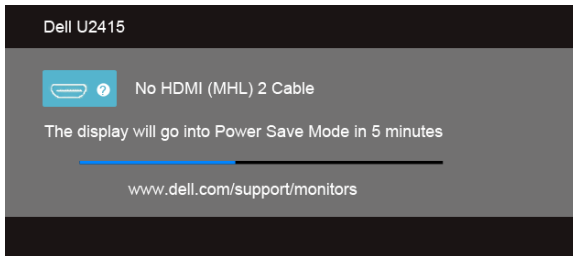 Dell U2415
? No HDMI (MHL) 2 Cable
The display will go into Power Save Mode in 5 minutes
www.dell.com/support/monitors